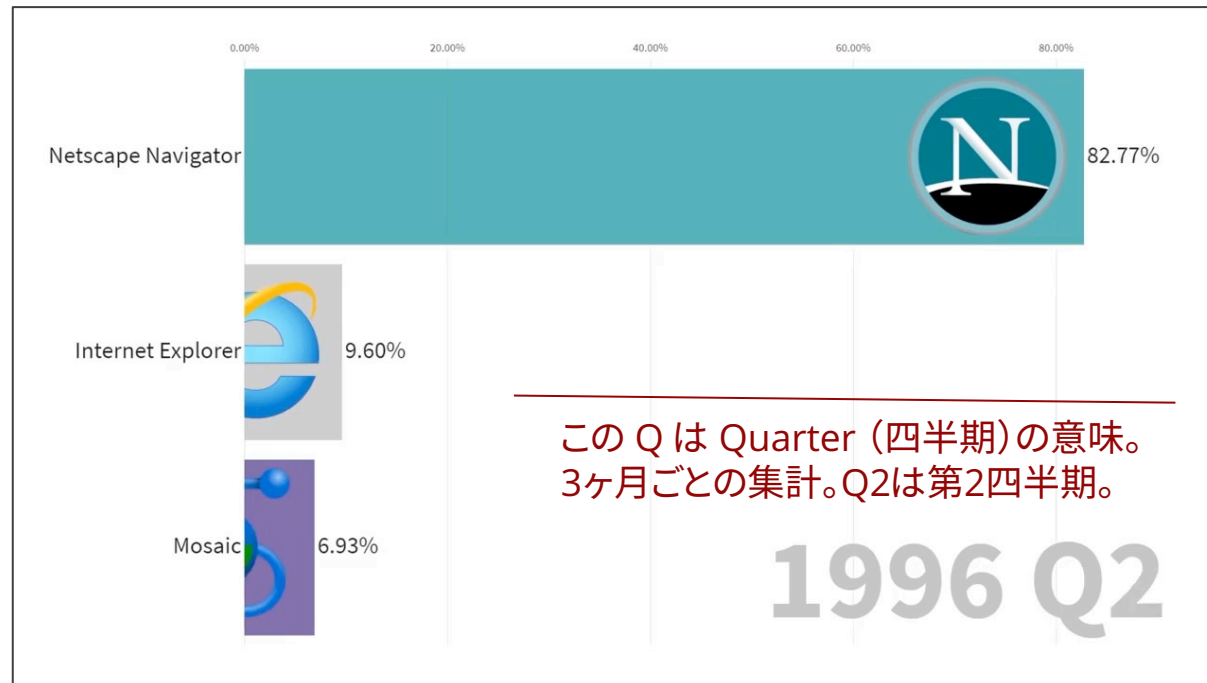 0.00% 20.00% 40.00% 60.00% 80.00%
Netscape Navigator N 82.77%
Internet Explorer 9.60%
Mosaic 6.93%
この Q は Quarter（四半期）の意味。
3ヶ月ごとの集計。Q2は第2四半期。
1996 Q2